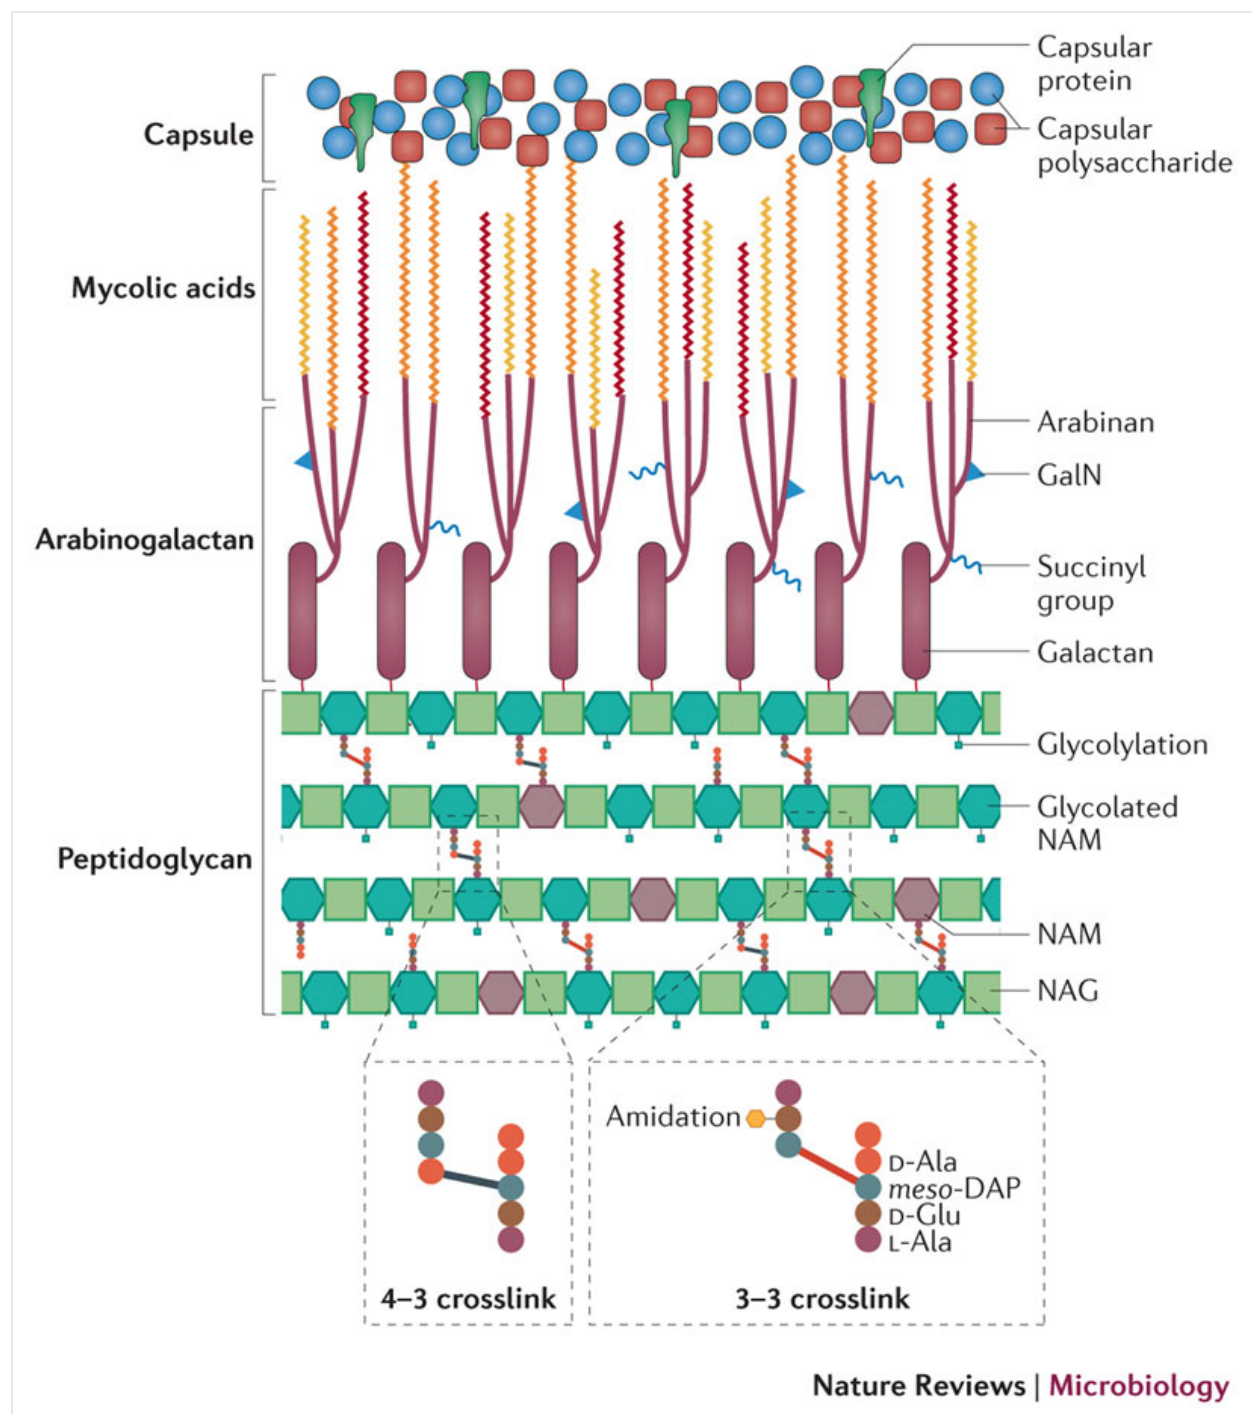 Capsule
Capsular
protein
Capsular
polysaccharide
Mycolic acids
Arabinogalactan
Arabinan
GalN
Succinyl
group
Galactan
Peptidoglycan
Glycolylation
Glycolated
NAM
NAM
NAG
Amidation
D-Ala
meso-DAP
D-Glu
L-Ala
4–3 crosslink
3–3 crosslink
Nature Reviews | Microbiology